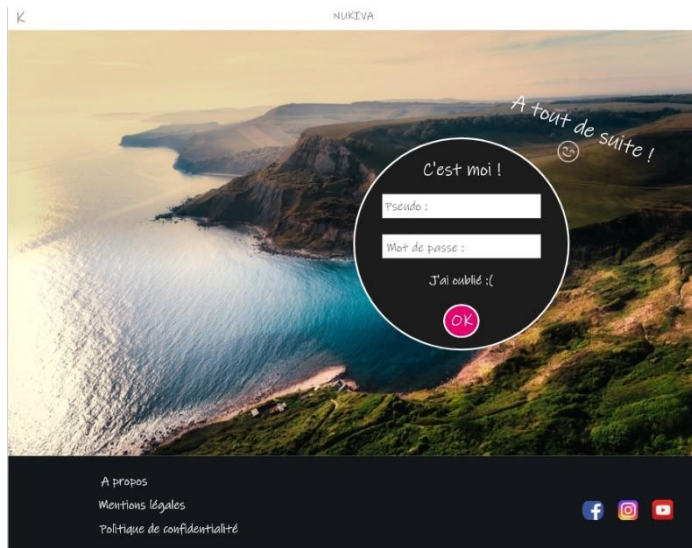 K
NUKIVA
A tout de suite !
C'est moi !
Pseudo :
Mot de passe :
J'ai oublié :(
OK
A propos
Mentions légales
Politique de confidentialité